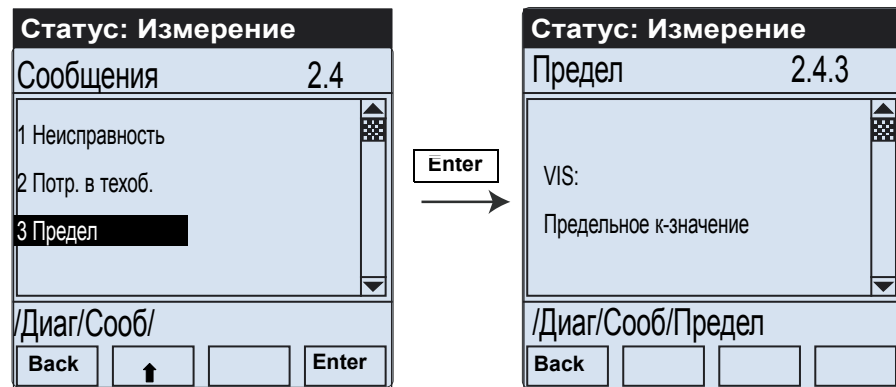 Статус: Измерение
Сообщения 2.4
1 Неисправность
2 Потр. в техоб.
3 Предел
/Диаг/Сооб/
Back Enter
Enter
Статус: Измерение
Предел 2.4.3
VIS:
Предельное к-значение
/Диаг/Сооб/Предел
Back